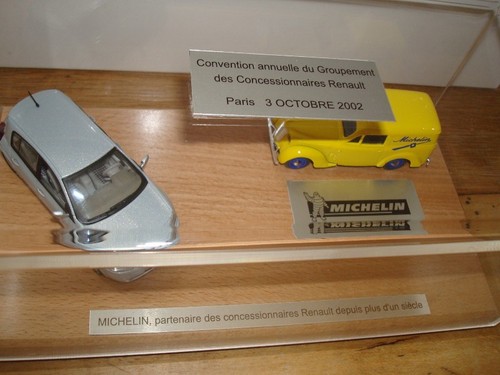 Convention annuelle du Groupement
des Concessionnaires Renault
Paris 3 OCTOBRE 2002
Michelin
MICHELIN
MICHELIN, partenaire des concessionnaires Renault depuis plus d'un siècle